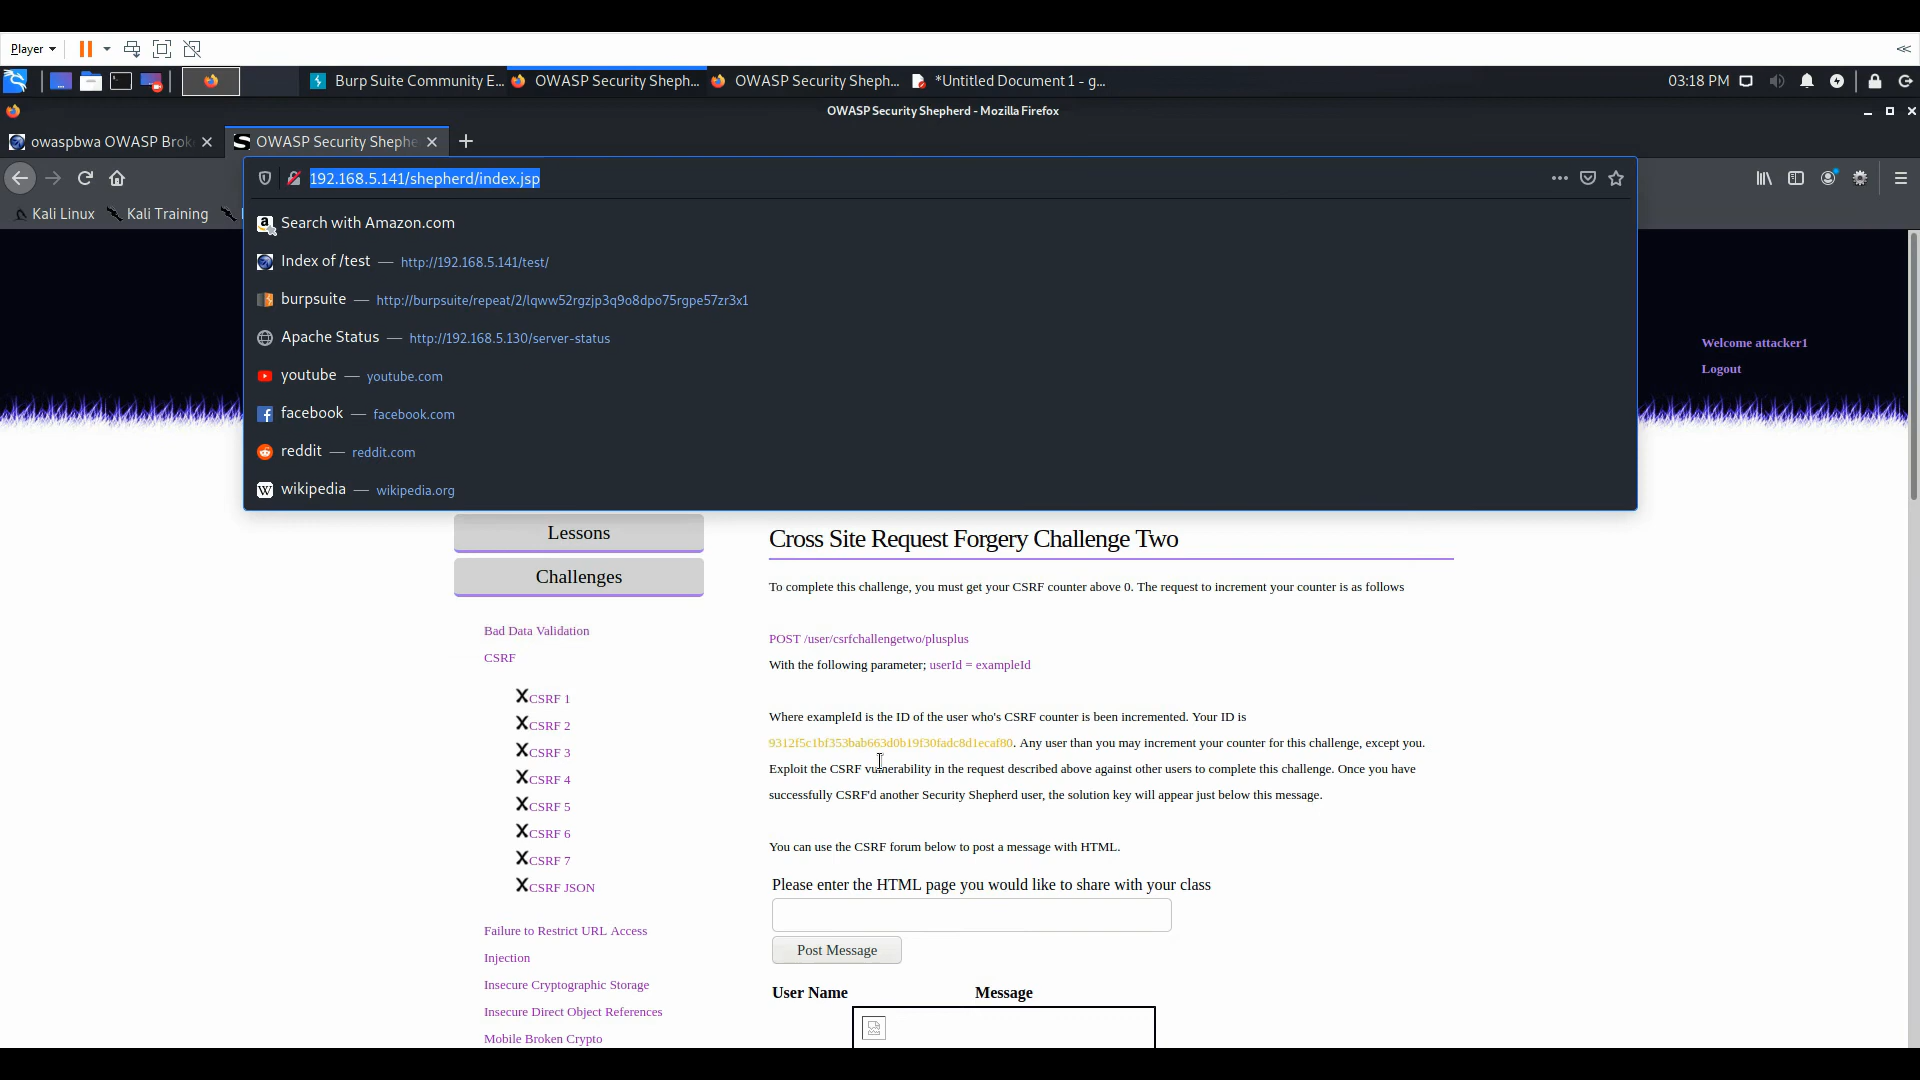 Player
Burp Suite Community E...
OWASP Security Sheph...
OWASP Security Sheph...
*Untitled Document 1 - g...
03:18 PM
OWASP Security Shepherd - Mozilla Firefox
owaspbwa OWASP Brok
OWASP Security Shephe
192.168.5.141/shepherd/index.jsp
Kali Linux
Kali Training
Search with Amazon.com
Index of /test — http://192.168.5.141/test/
burpsuite — http://burpsuite/repeat/2/lqww52rgzjp3q9o8dpo75rgpe57zr3x1
Apache Status — http://192.168.5.130/server-status
youtube — youtube.com
facebook — facebook.com
reddit — reddit.com
wikipedia — wikipedia.org
Welcome attacker1
Logout
Lessons
Challenges
Bad Data Validation
CSRF
X CSRF 1
X CSRF 2
X CSRF 3
X CSRF 4
X CSRF 5
X CSRF 6
X CSRF 7
X CSRF JSON
Failure to Restrict URL Access
Injection
Insecure Cryptographic Storage
Insecure Direct Object References
Mobile Broken Crypto
Cross Site Request Forgery Challenge Two
To complete this challenge, you must get your CSRF counter above 0. The request to increment your counter is as follows
POST /user/csrfchallengetwo/plusplus
With the following parameter; userId = exampleId
Where exampleId is the ID of the user who's CSRF counter is been incremented. Your ID is
9312f5c1bf353bab663d0b19f30fadc8d1ecaf80. Any user than you may increment your counter for this challenge, except you.
Exploit the CSRF vulnerability in the request described above against other users to complete this challenge. Once you have
successfully CSRF'd another Security Shepherd user, the solution key will appear just below this message.
You can use the CSRF forum below to post a message with HTML.
Please enter the HTML page you would like to share with your class
Post Message
User Name
Message